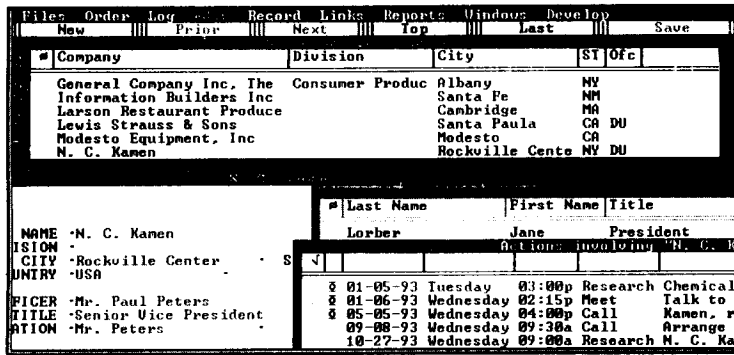 Files Order Log Record Links Reports Windows Develop
New Prior Next Top Last Save
# Company Division City ST Ofc
General Company Inc, The Consumer Produc Albany NY
Information Builders Inc Santa Fe NM
Larson Restaurant Produce Cambridge MA
Lewis Strauss & Sons Santa Paula CA DU
Modesto Equipment, Inc Modesto CA
N. C. Kamen Rockville Cente NY DU
# Last Name First Name Title
NAME -N. C. Kamen
Lorber Jane President
ISION -
Actions involving "N. C. K
CITY -Rockville Center - S
√
UNTRY -USA -
01-05-93 Tuesday 03:00p Research Chemical
FICER -Mr. Paul Peters
01-06-93 Wednesday 02:15p Meet Talk to
TITLE -Senior Vice President
05-05-93 Wednesday 04:00p Call Kamen, r
ATION -Mr. Peters -
09-08-93 Wednesday 09:30a Call Arrange
10-27-93 Wednesday 09:00a Research N. C. Ka